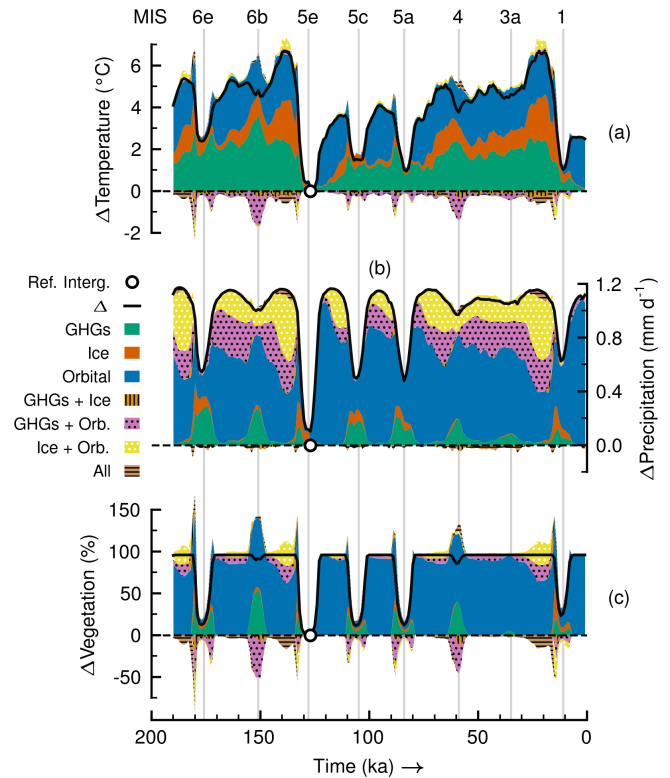 MIS 6e 6b 5e 5c 5a 4 3a 1
6
4
2
0
-2
ΔTemperature (°C)
(a)
(b)
Ref. Interg.
Δ
GHGs
Ice
Orbital
GHGs + Ice
GHGs + Orb.
Ice + Orb.
All
1.2
0.8
0.4
0.0
ΔPrecipitation (mm d⁻¹)
150
100
50
0
-50
ΔVegetation (%)
(c)
200 150 100 50 0
Time (ka) →